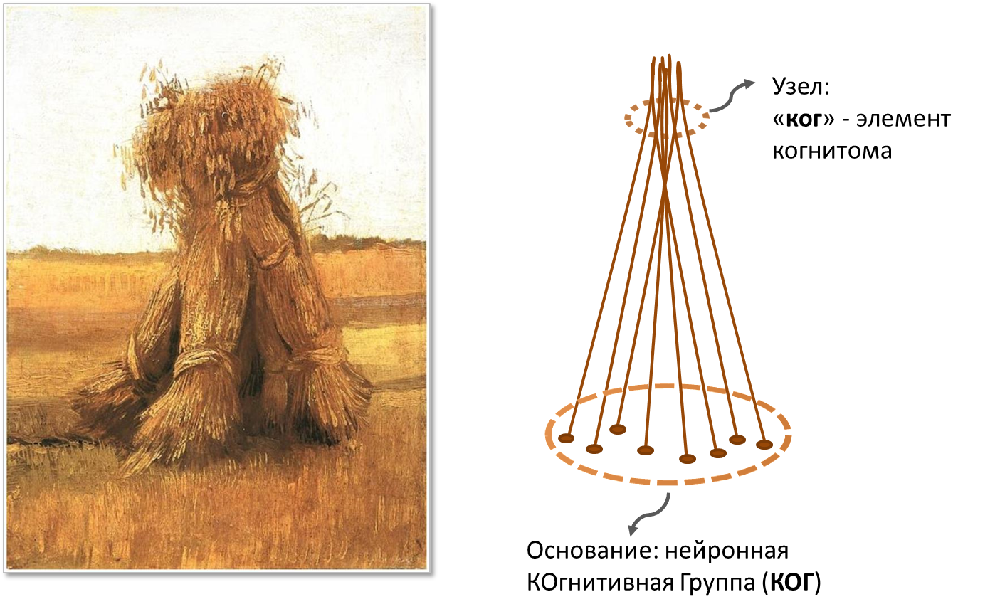 Узел:
«ког» - элемент
когнитома
Основание: нейронная
КОгнитивная Группа (КОГ)